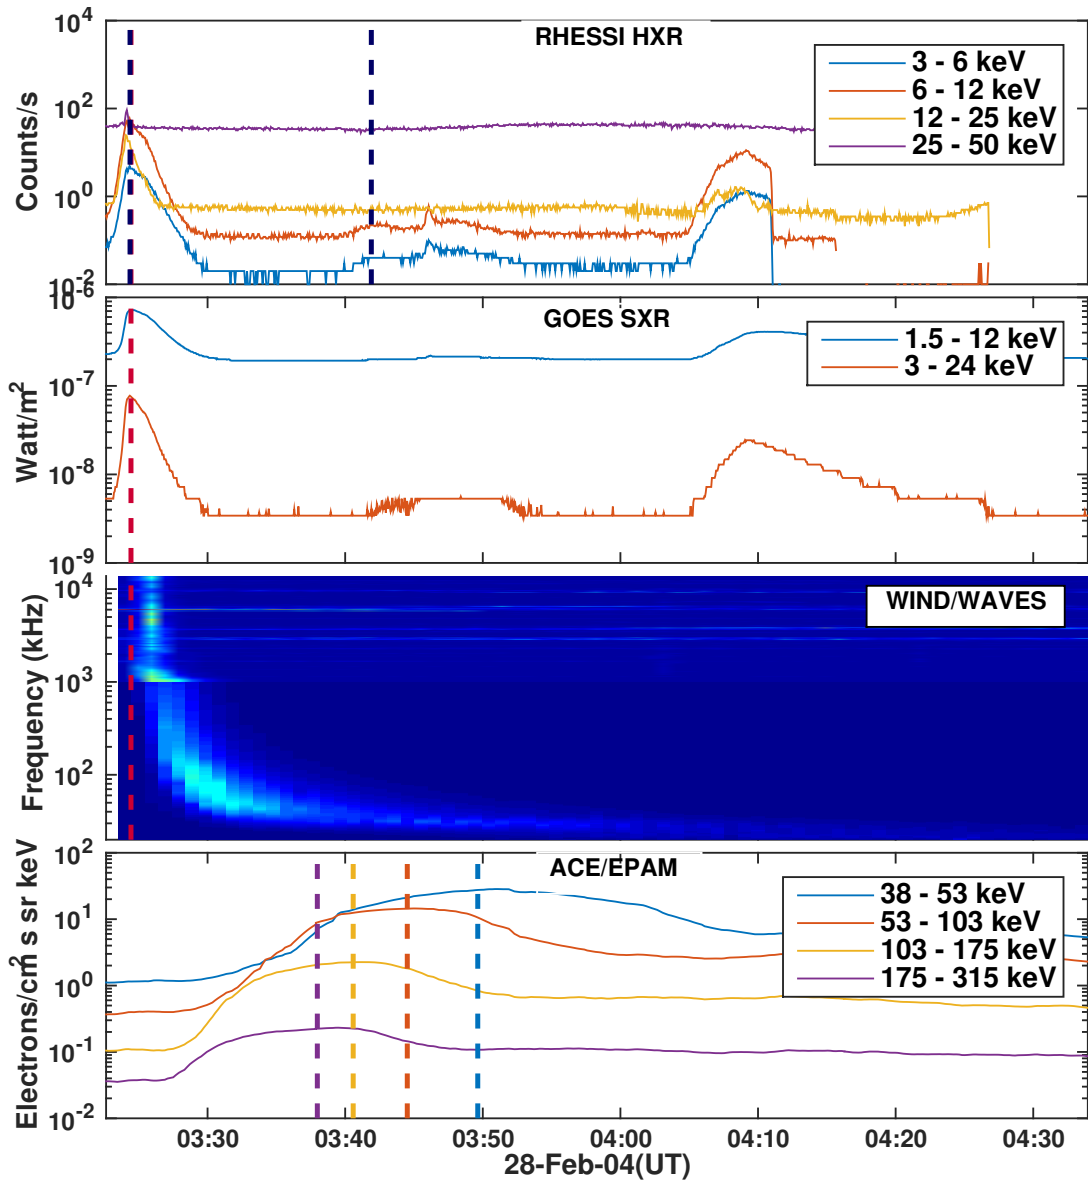 RHESSI HXR
Counts/s
10^4
10^2
10^0
10^-2
3 - 6 keV
6 - 12 keV
12 - 25 keV
25 - 50 keV
GOES SXR
Watt/m^2
10^-6
10^-7
10^-8
10^-9
1.5 - 12 keV
3 - 24 keV
WIND/WAVES
Frequency (kHz)
10^4
10^3
10^2
ACE/EPAM
Electrons/cm^2 s sr keV
10^2
10^1
10^0
10^-1
10^-2
38 - 53 keV
53 - 103 keV
103 - 175 keV
175 - 315 keV
03:30 03:40 03:50 04:00 04:10 04:20 04:30
28-Feb-04(UT)